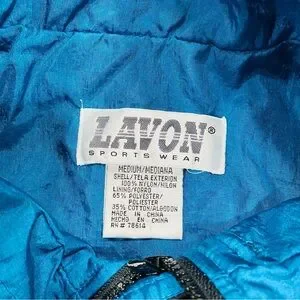 LAVON®
SPORTS WEAR
MEDIUM/MEDIANA
SHELL/TELA EXTERION
100% NYLON/NILON
LINING/FORRO
65% POLYESTER/
POLIESTER
35% COTTON/ALGODON
MADE IN CHINA
HECHO EN CHINA
RN# 78614